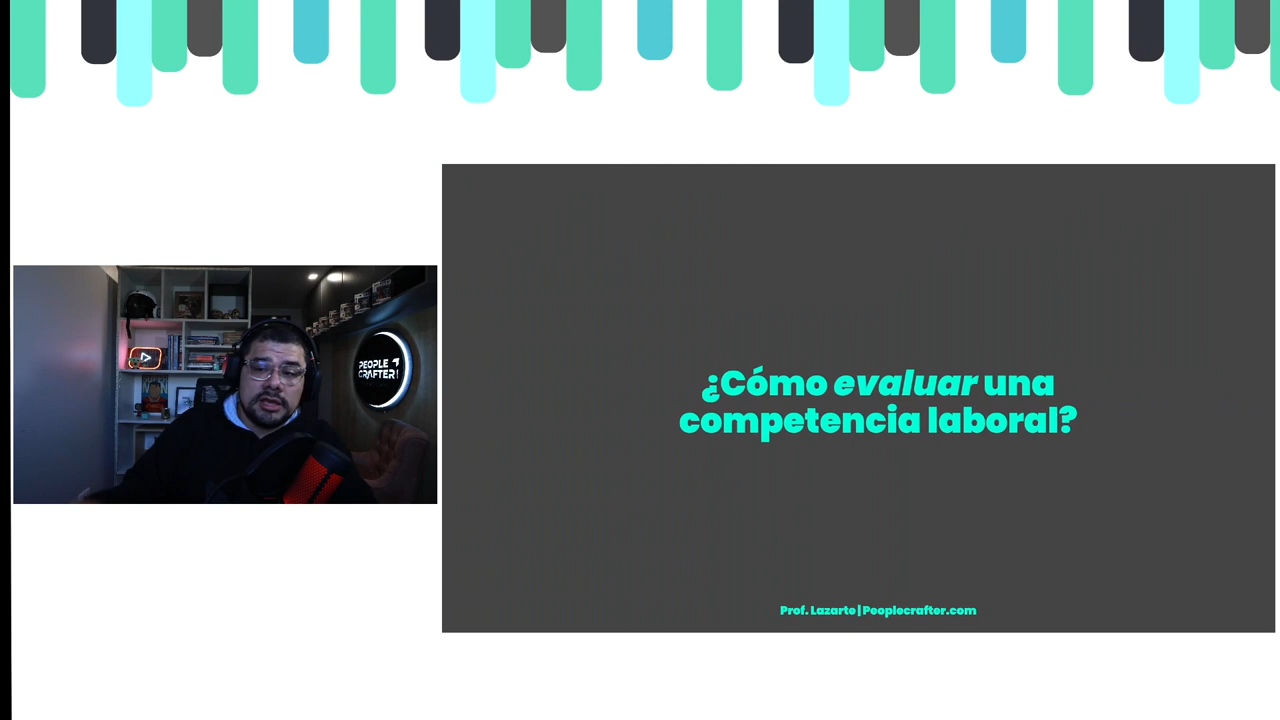 PEOPLE
CRAFTER!
¿Cómo evaluar una
competencia laboral?
Prof. Lazarte|Peoplecrafter.com